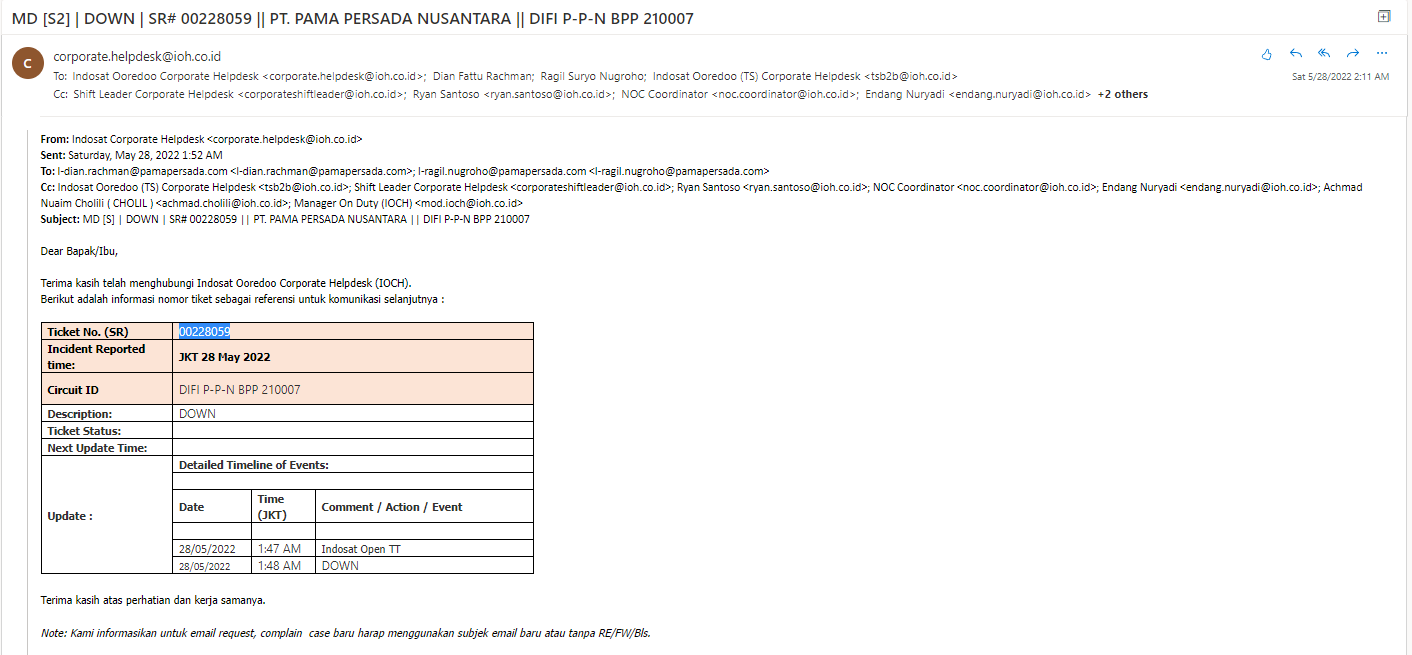 MD [S2] | DOWN | SR# 00228059 || PT. PAMA PERSADA NUSANTARA || DIFI P-P-N BPP 210007
C
corporate.helpdesk@ioh.co.id
To: Indosat Ooredoo Corporate Helpdesk <corporate.helpdesk@ioh.co.id>; Dian Fattu Rachman; Ragil Suryo Nugroho; Indosat Ooredoo (TS) Corporate Helpdesk <tsb2b@ioh.co.id>
Sat 5/28/2022 2:11 AM
Cc: Shift Leader Corporate Helpdesk <corporateshiftleader@ioh.co.id>; Ryan Santoso <ryan.santoso@ioh.co.id>; NOC Coordinator <noc.coordinator@ioh.co.id>; Endang Nuryadi <endang.nuryadi@ioh.co.id> +2 others
From: Indosat Corporate Helpdesk <corporate.helpdesk@ioh.co.id>
Sent: Saturday, May 28, 2022 1:52 AM
To: l-dian.rachman@pamapersada.com <l-dian.rachman@pamapersada.com>; l-ragil.nugroho@pamapersada.com <l-ragil.nugroho@pamapersada.com>
Cc: Indosat Ooredoo (TS) Corporate Helpdesk <tsb2b@ioh.co.id>; Shift Leader Corporate Helpdesk <corporateshiftleader@ioh.co.id>; Ryan Santoso <ryan.santoso@ioh.co.id>; NOC Coordinator <noc.coordinator@ioh.co.id>; Endang Nuryadi <endang.nuryadi@ioh.co.id>; Achmad
Nuaim Cholili ( CHOLIL ) <achmad.cholili@ioh.co.id>; Manager On Duty (IOCH) <mod.ioch@ioh.co.id>
Subject: MD [S] | DOWN | SR# 00228059 || PT. PAMA PERSADA NUSANTARA || DIFI P-P-N BPP 210007
Dear Bapak/Ibu,
Terima kasih telah menghubungi Indosat Ooredoo Corporate Helpdesk (IOCH).
Berikut adalah informasi nomor tiket sebagai referensi untuk komunikasi selanjutnya :
Ticket No. (SR) 00228059
Incident Reported
time: JKT 28 May 2022
Circuit ID DIFI P-P-N BPP 210007
Description: DOWN
Ticket Status:
Next Update Time:
Update :
Detailed Timeline of Events:
Date Time
(JKT) Comment / Action / Event
28/05/2022 1:47 AM Indosat Open TT
28/05/2022 1:48 AM DOWN
Terima kasih atas perhatian dan kerja samanya.
Note: Kami informasikan untuk email request, complain case baru harap menggunakan subjek email baru atau tanpa RE/FW/Bls.